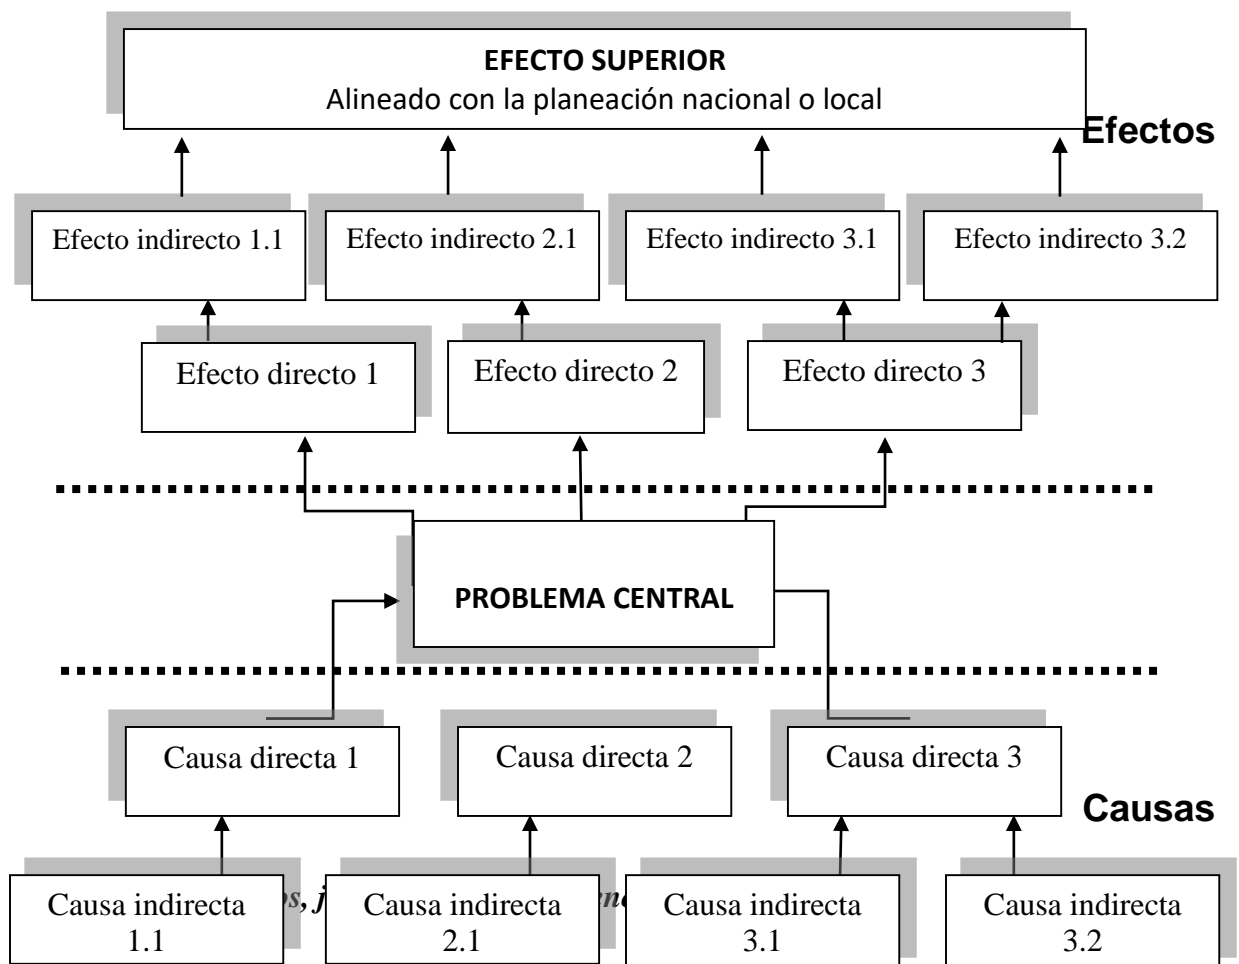 EFECTO SUPERIOR
Alineado con la planeación nacional o local
Efectos
Efecto indirecto 1.1
Efecto indirecto 2.1
Efecto indirecto 3.1
Efecto indirecto 3.2
Efecto directo 1
Efecto directo 2
Efecto directo 3
PROBLEMA CENTRAL
Causa directa 1
Causa directa 2
Causa directa 3
Causas
Causa indirecta
1.1
Causa indirecta
2.1
Causa indirecta
3.1
Causa indirecta
3.2